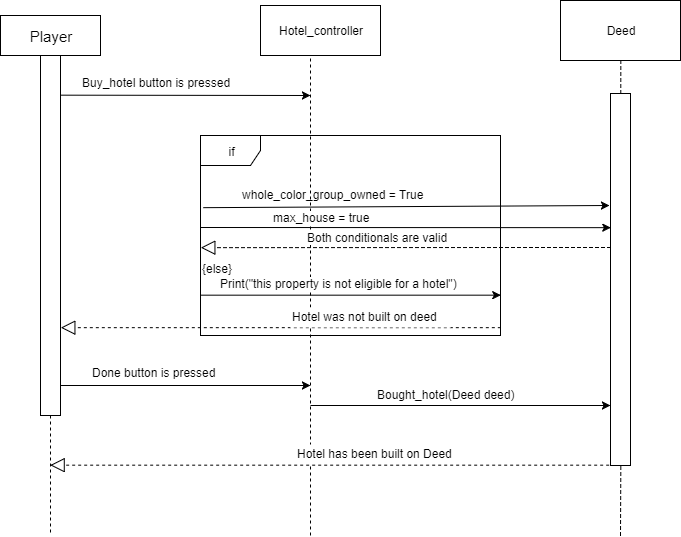 Player
Hotel_controller
Deed
Buy_hotel button is pressed
if
whole_color_group_owned = True
max_house = true
Both conditionals are valid
{else}
Print("this property is not eligible for a hotel")
Hotel was not built on deed
Done button is pressed
Bought_hotel(Deed deed)
Hotel has been built on Deed